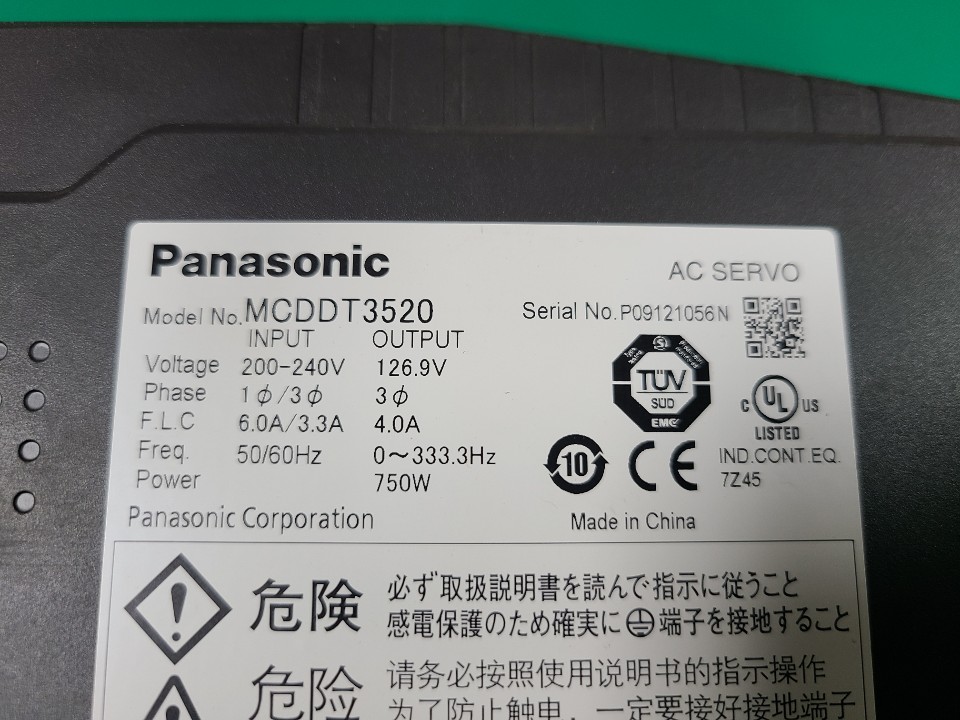 Panasonic
AC SERVO
Model No. MCDDT3520
Serial No. P09121056N
INPUT OUTPUT
Voltage 200-240V 126.9V
Phase 1φ/3φ 3φ
F.L.C 6.0A/3.3A 4.0A
Freq. 50/60Hz 0～333.3Hz
Power 750W
TÜV
SÜD
EMC
C UL US
LISTED
IND.CONT.EQ.
7Z45
10
CE
Panasonic Corporation
Made in China
危険
必ず取扱説明書を読んで指示に従うこと
感電保護のため確実に端子を接地すること
危险
请务必按照使用说明书的指示操作
为了防止触电，一定要接好接地端子